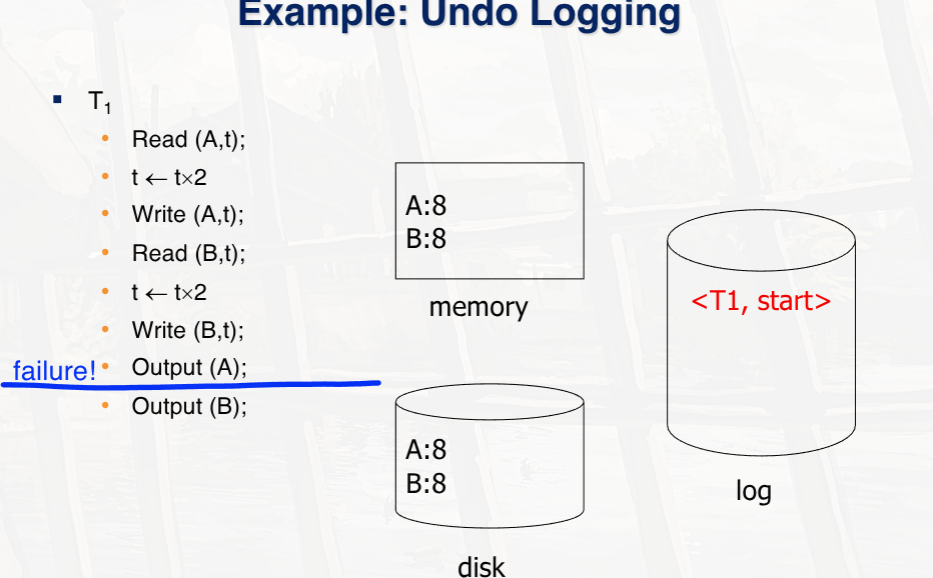 Example: Undo Logging
▪ T₁
• Read (A,t);
• t ← t×2
• Write (A,t);
• Read (B,t);
• t ← t×2
• Write (B,t);
failure! • Output (A);
• Output (B);
A:8
B:8
memory
<T1, start>
log
A:8
B:8
disk